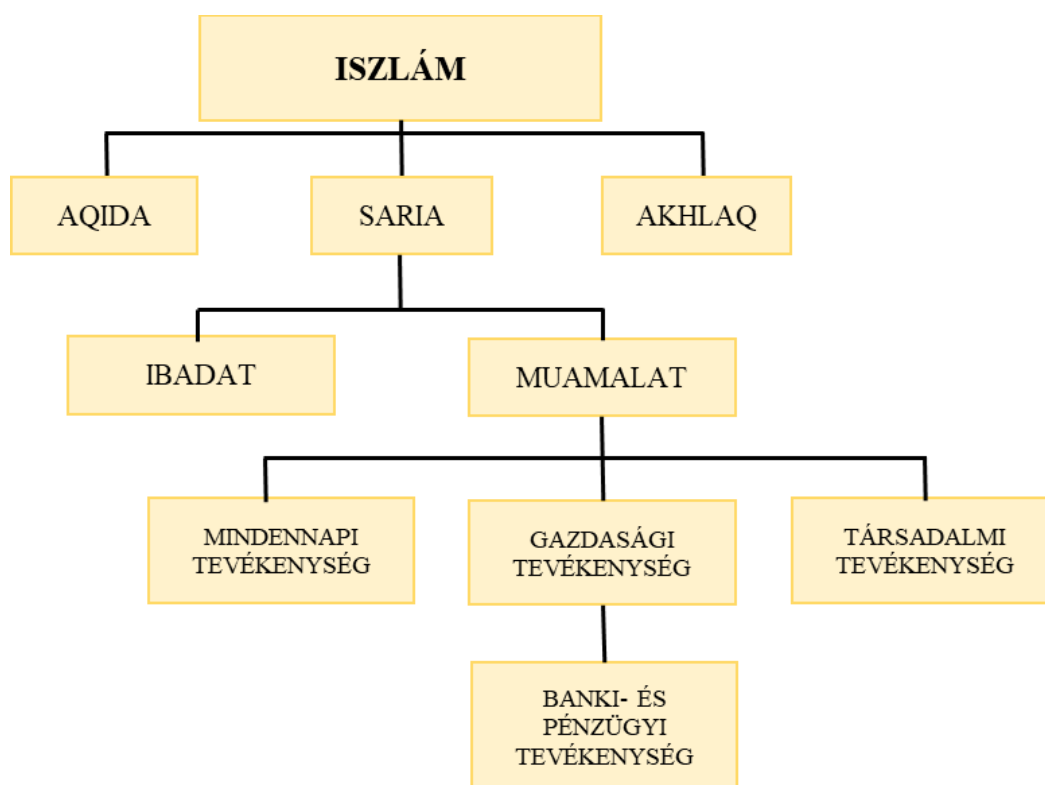 ISZLÁM
AQIDA
SARIA
AKHLAQ
IBADAT
MUAMALAT
MINDENNAPI
TEVÉKENYSÉG
GAZDASÁGI
TEVÉKENYSÉG
TÁRSADALMI
TEVÉKENYSÉG
BANKI- ÉS
PÉNZÜGYI
TEVÉKENYSÉG